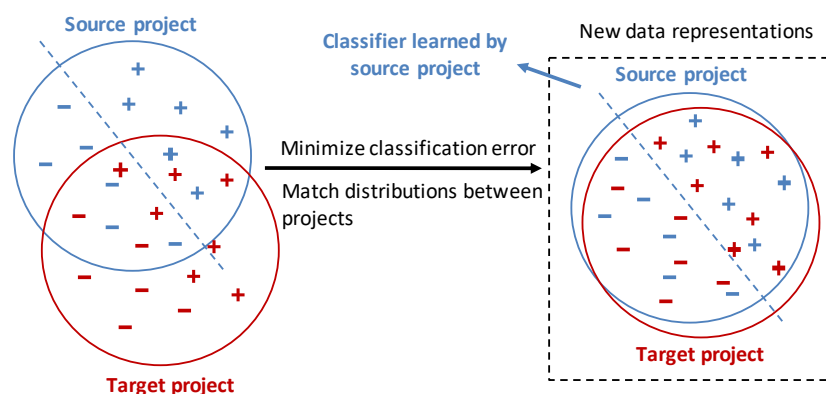 Source project
Target project
Minimize classification error
Match distributions between
projects
Classifier learned by
source project
New data representations
Source project
Target project